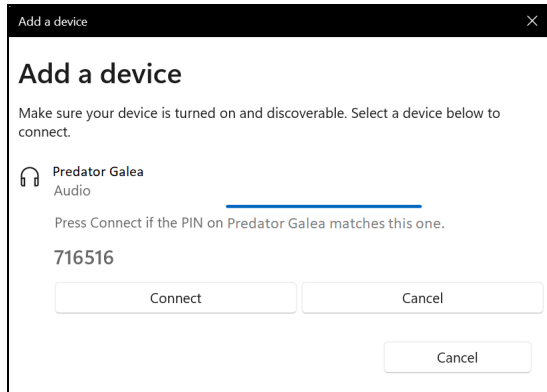 Add a device
Add a device
Make sure your device is turned on and discoverable. Select a device below to
connect.
Predator Galea
Audio
Press Connect if the PIN on Predator Galea matches this one.
716516
Connect
Cancel
Cancel